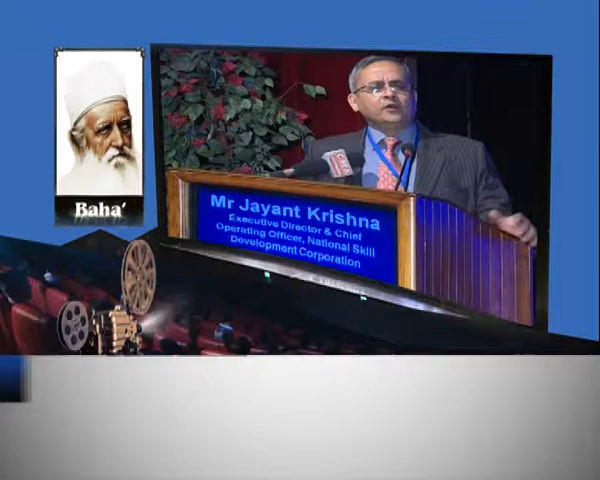 Baha'
Mr Jayant Krishna
Executive Director & Chief
Operating Officer, National Skill
Development Corporation